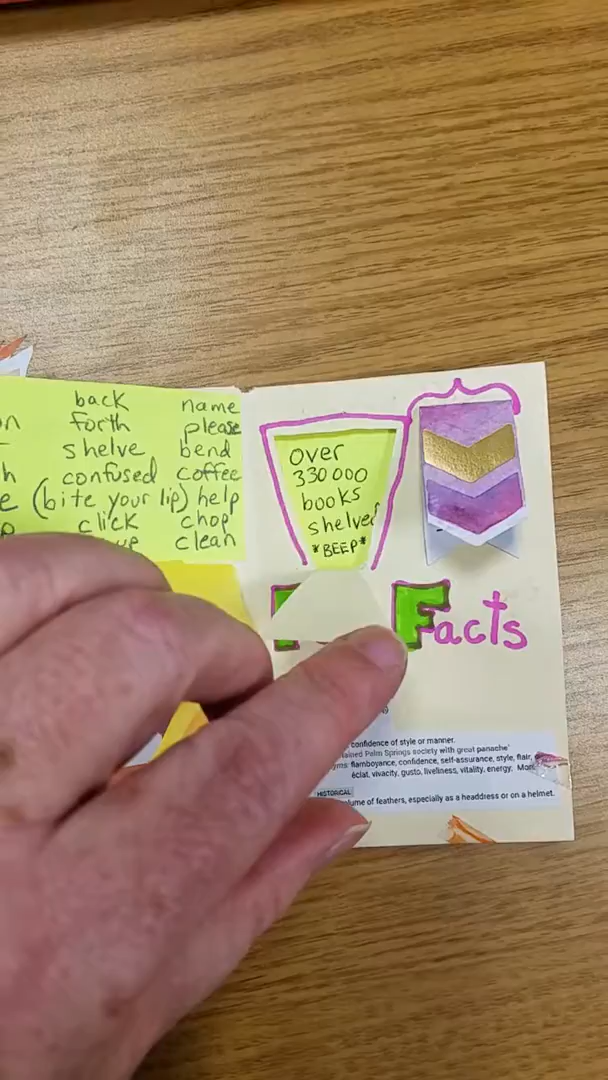 back name
forth please
shelve bend
confused coffee
(bite your lip) help
click chop
clean
over
330 000
books
shelved
*BEEP*
F Facts
confidence of style or manner.
Palm Springs society with great panache'
flamboyance, confidence, self-assurance, style, flair,
éclat, vivacity, gusto, liveliness, vitality, energy.
HISTORICAL
of feathers, especially as a headdress or on a helmet.